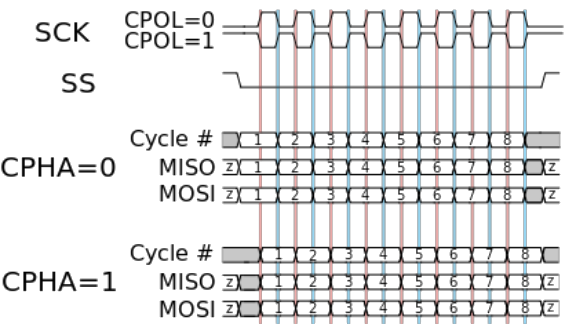 CPOL=0
SCK
CPOL=1
SS
Cycle # 1 2 3 4 5 6 7 8
CPHA=0 MISO z 1 2 3 4 5 6 7 8 z
MOSI z 1 2 3 4 5 6 7 8 z
Cycle # 1 2 3 4 5 6 7 8
CPHA=1 MISO z 1 2 3 4 5 6 7 8 z
MOSI z 1 2 3 4 5 6 7 8 z